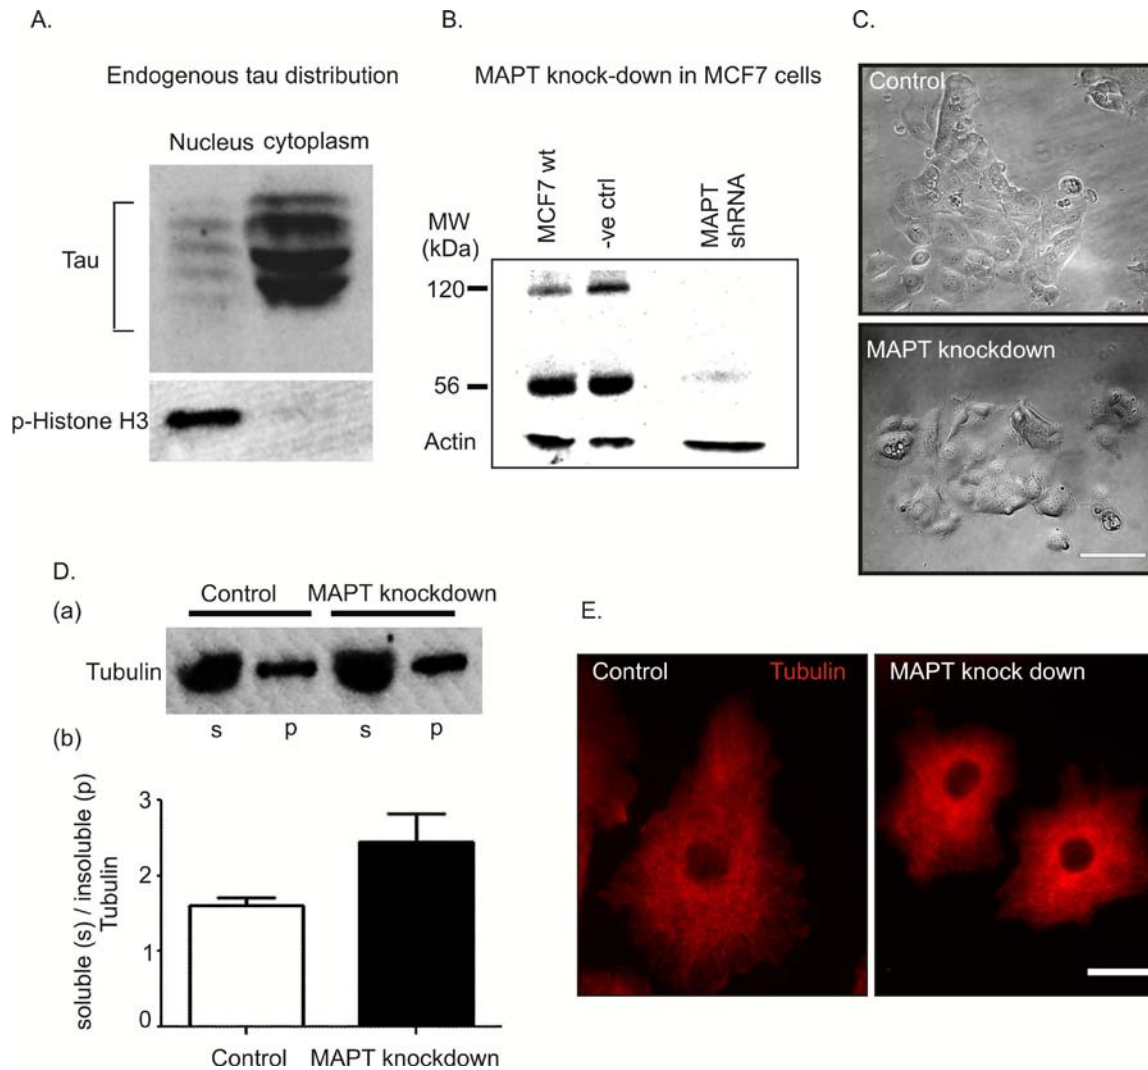 A.
Endogenous tau distribution
Nucleus cytoplasm
Tau
p-Histone H3
B.
MAPT knock-down in MCF7 cells
MCF7 wt
-ve ctrl
MAPT
shRNA
MW
(kDa)
120
56
Actin
C.
Control
MAPT knockdown
D.
(a)
Control MAPT knockdown
Tubulin
s p s p
(b)
soluble (s) / insoluble (p)
Tubulin
3
2
1
0
Control MAPT knockdown
E.
Control Tubulin
MAPT knock down